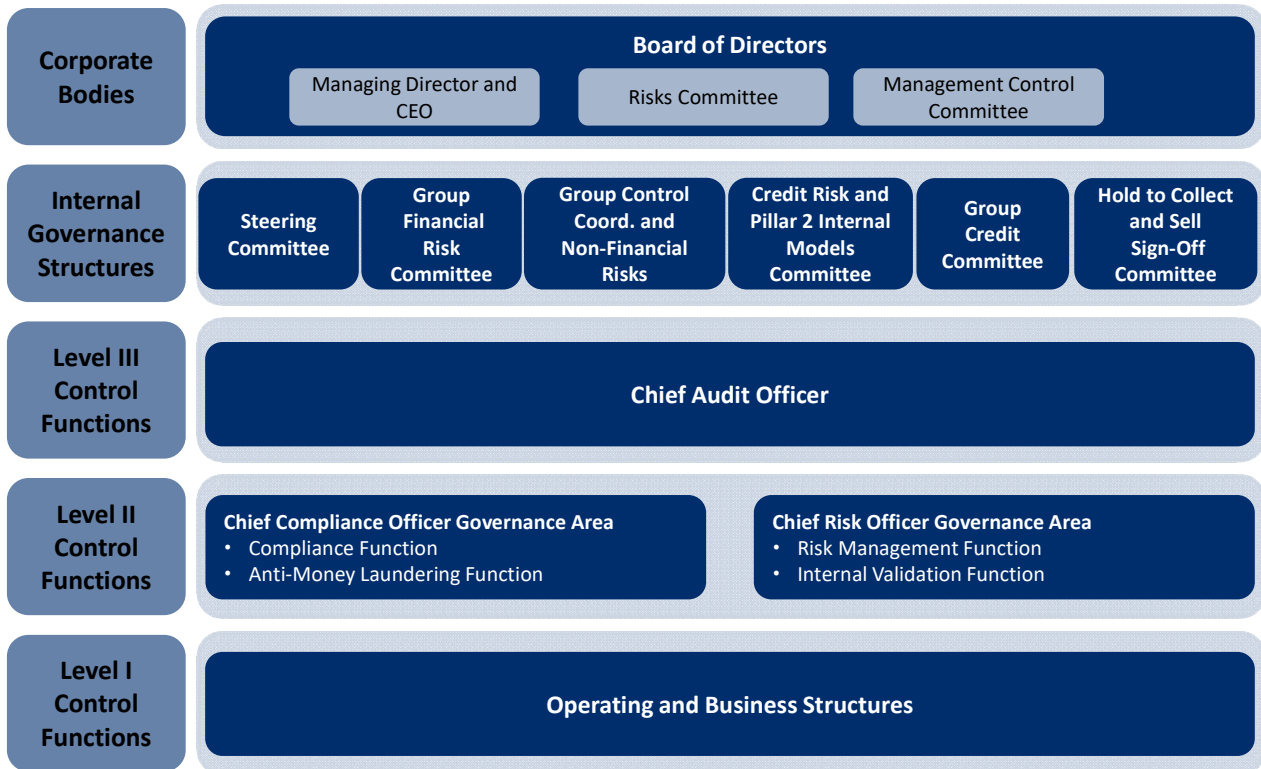 Corporate
Bodies
Board of Directors
Managing Director and
CEO
Risks Committee
Management Control
Committee
Internal
Governance
Structures
Steering
Committee
Group
Financial
Risk
Committee
Group Control
Coord. and
Non-Financial
Risks
Credit Risk and
Pillar 2 Internal
Models
Committee
Group
Credit
Committee
Hold to Collect
and Sell
Sign-Off
Committee
Level III
Control
Functions
Chief Audit Officer
Level II
Control
Functions
Chief Compliance Officer Governance Area
• Compliance Function
• Anti-Money Laundering Function
Chief Risk Officer Governance Area
• Risk Management Function
• Internal Validation Function
Level I
Control
Functions
Operating and Business Structures